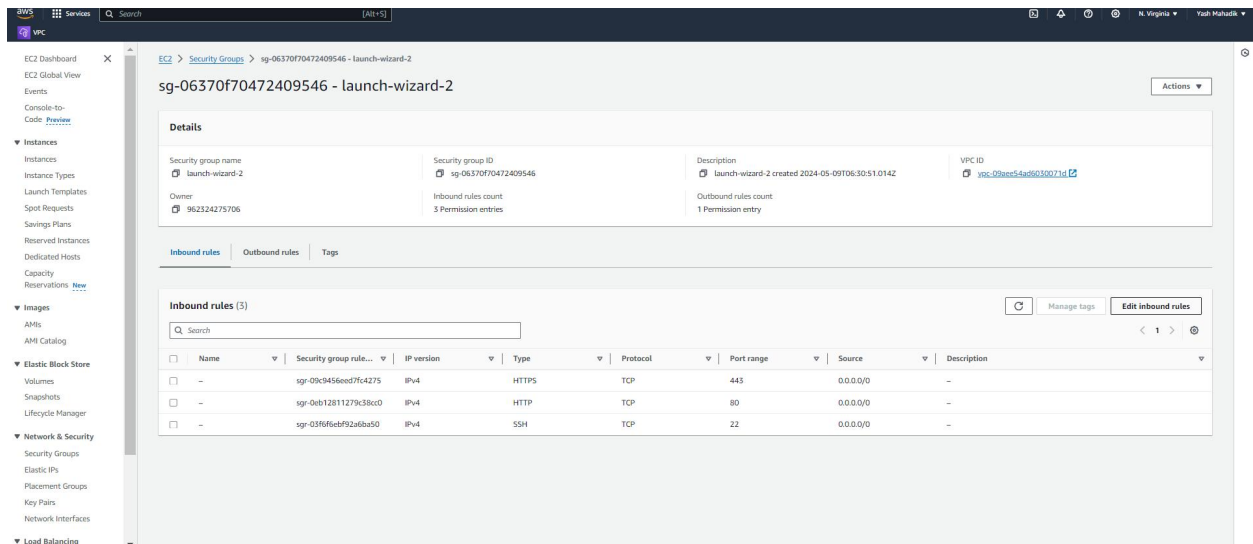 aws Services Search [Alt+S] N. Virginia ▼ Yash Mahadik ▼
VPC
EC2 Dashboard
EC2 Global View
Events
Console-to-
Code Preview
▼ Instances
Instances
Instance Types
Launch Templates
Spot Requests
Savings Plans
Reserved Instances
Dedicated Hosts
Capacity
Reservations New
▼ Images
AMIs
AMI Catalog
▼ Elastic Block Store
Volumes
Snapshots
Lifecycle Manager
▼ Network & Security
Security Groups
Elastic IPs
Placement Groups
Key Pairs
Network Interfaces
▼ Load Balancing
EC2 > Security Groups > sg-06370f70472409546 - launch-wizard-2
sg-06370f70472409546 - launch-wizard-2
Actions ▼
Details
Security group name Security group ID Description VPC ID
launch-wizard-2 sg-06370f70472409546 launch-wizard-2 created 2024-05-09T06:30:51.014Z vpc-09aee54ad6030071d
Owner Inbound rules count Outbound rules count
962324275706 3 Permission entries 1 Permission entry
Inbound rules Outbound rules Tags
Inbound rules (3) Manage tags Edit inbound rules
Search < 1 >
Name Security group rule... IP version Type Protocol Port range Source Description
– sgr-09c9456eed7fc4275 IPv4 HTTPS TCP 443 0.0.0.0/0 –
– sgr-0eb12811279c38cc0 IPv4 HTTP TCP 80 0.0.0.0/0 –
– sgr-03f6f6ebf92a6ba50 IPv4 SSH TCP 22 0.0.0.0/0 –